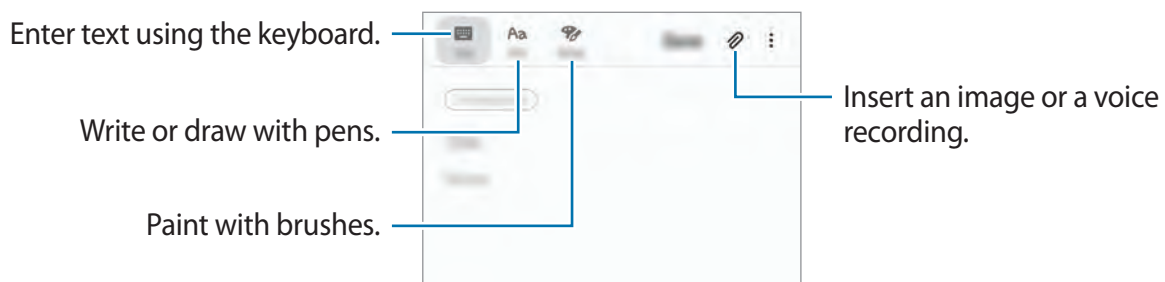 Enter text using the keyboard.
Aa
Write or draw with pens.
Insert an image or a voice
recording.
Paint with brushes.